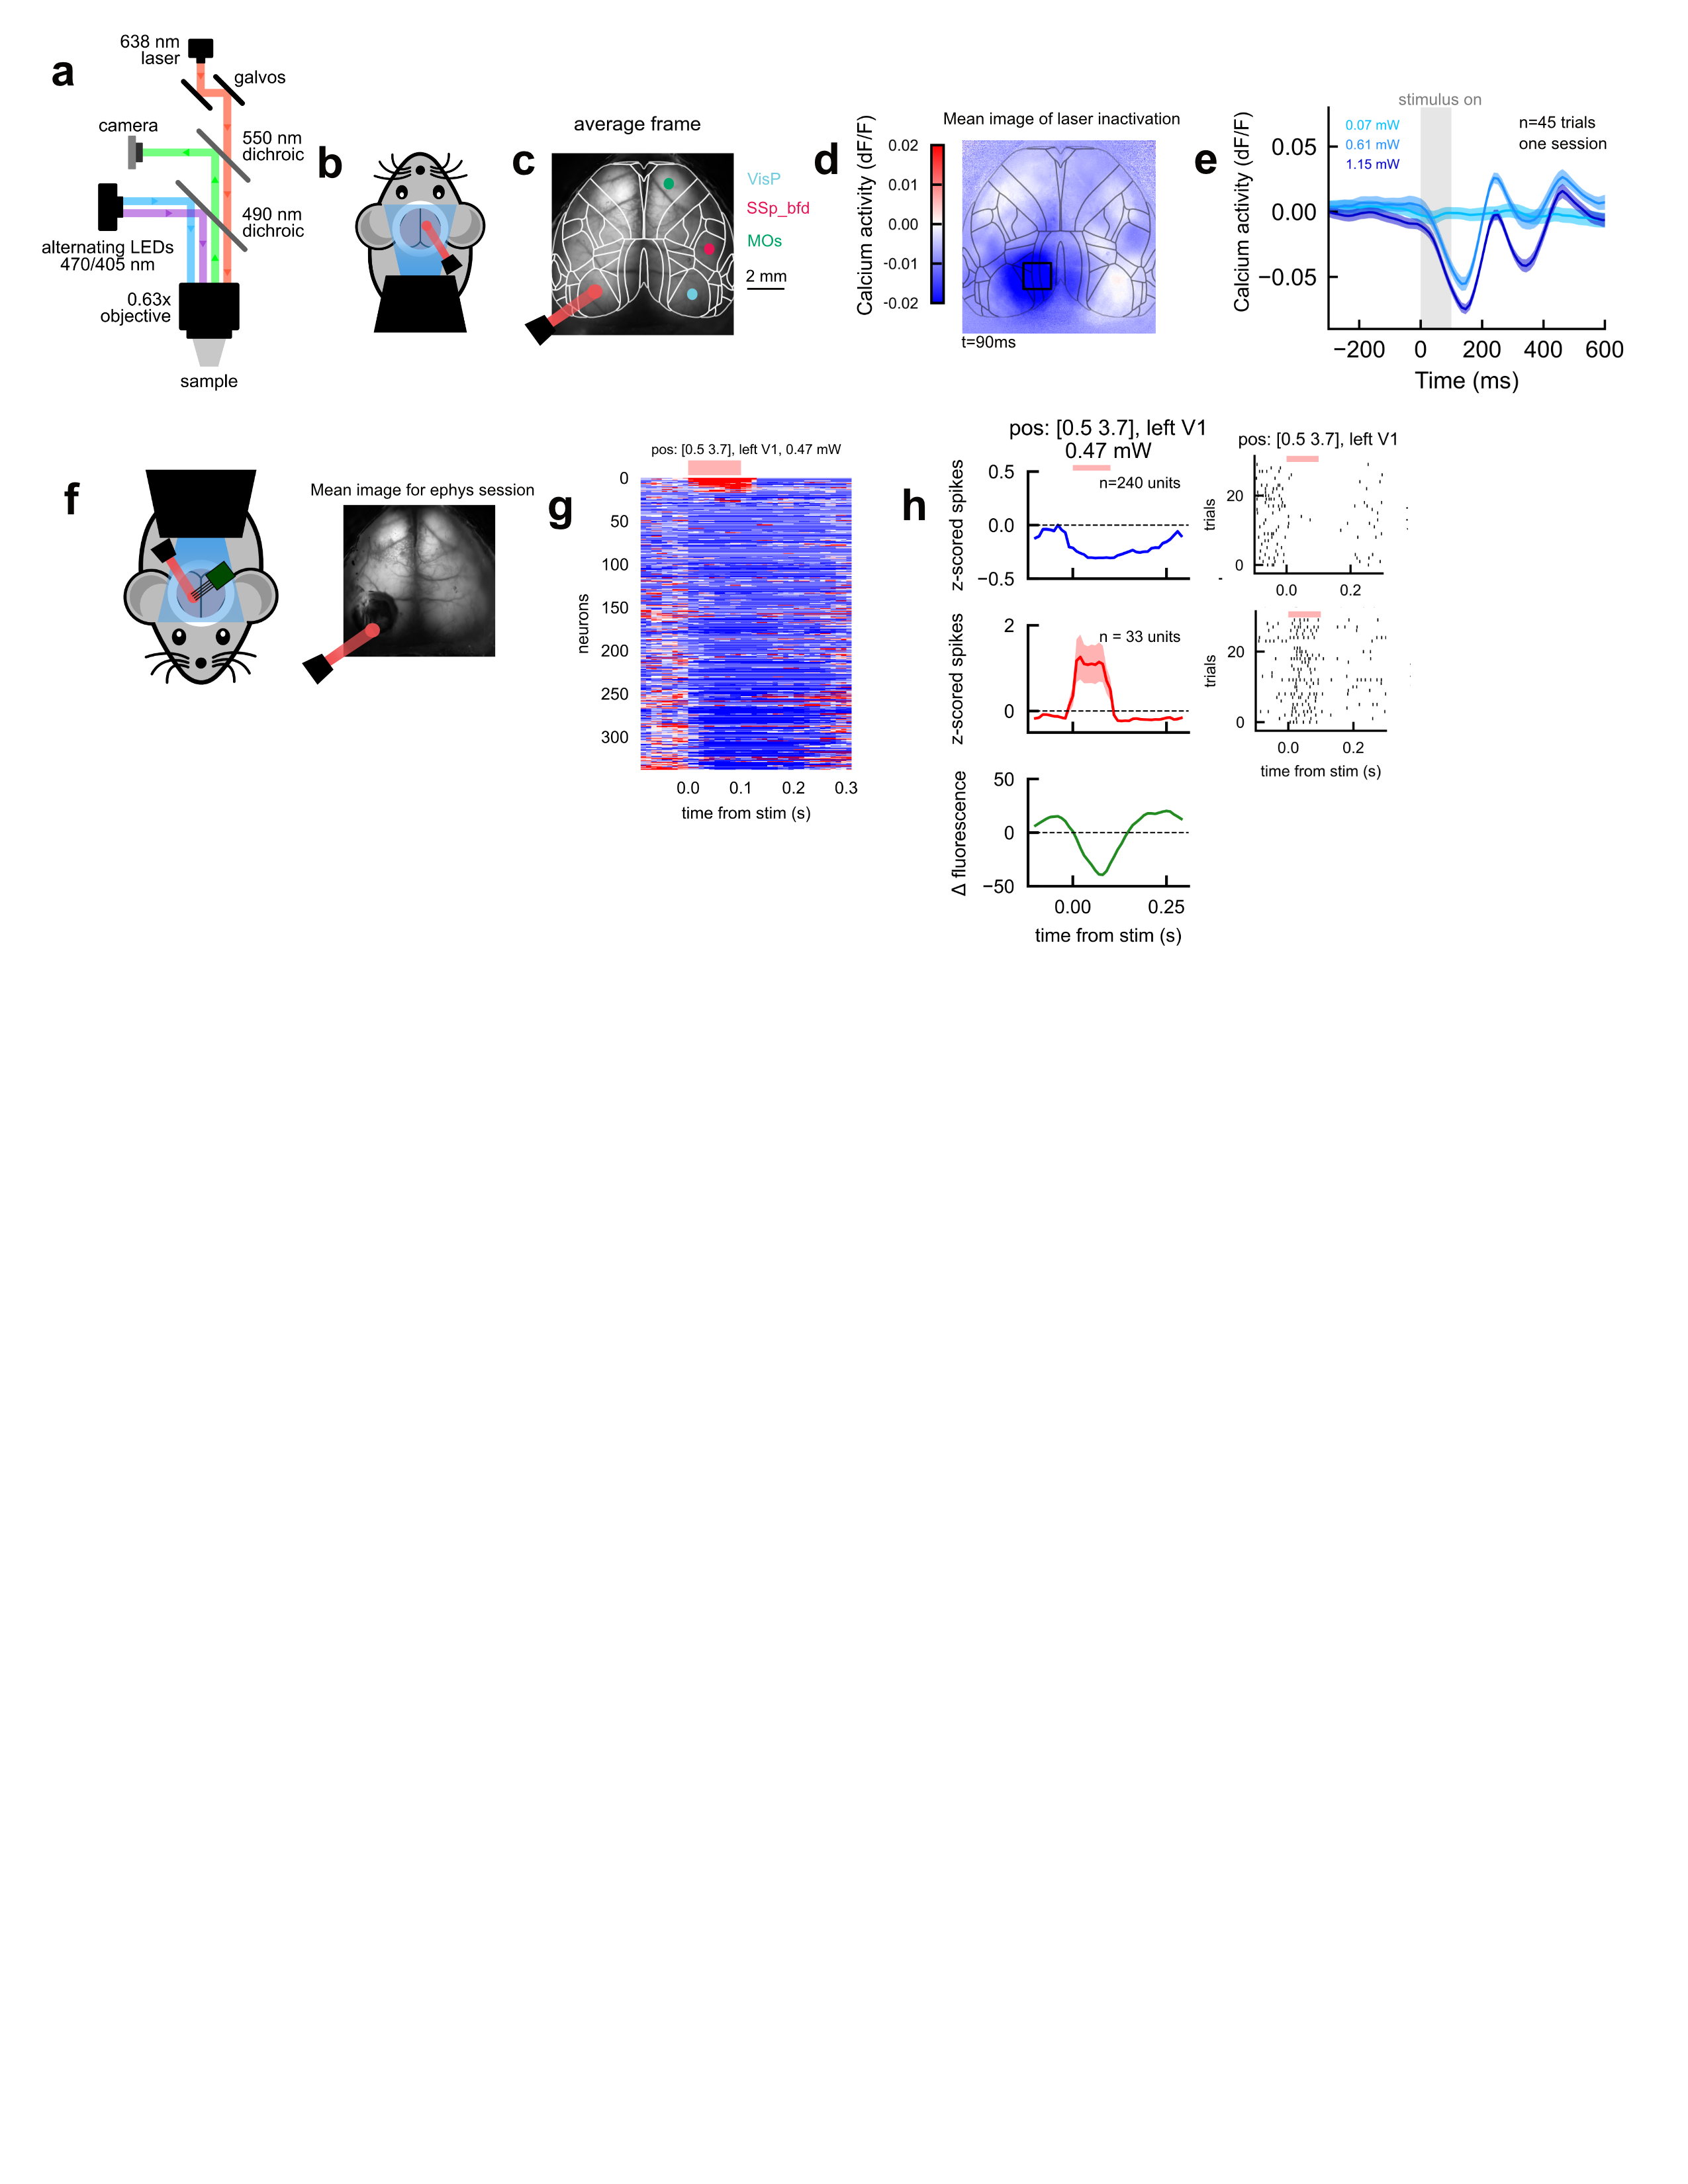 a
638 nm
laser
galvos
camera
550 nm
dichroic
490 nm
dichroic
alternating LEDs
470/405 nm
0.63x
objective
sample
b
c
average frame
VisP
SSp_bfd
MOs
2 mm
d
Mean image of laser inactivation
Calcium activity (dF/F)
0.02
0.01
0.00
-0.01
-0.02
t=90ms
e
stimulus on
0.07 mW
0.61 mW
1.15 mW
n=45 trials
one session
Calcium activity (dF/F)
0.05
0.00
−0.05
−200 0 200 400 600
Time (ms)
f
Mean image for ephys session
g
pos: [0.5 3.7], left V1, 0.47 mW
neurons
0
50
100
150
200
250
300
0.0 0.1 0.2 0.3
time from stim (s)
h
pos: [0.5 3.7], left V1
0.47 mW
z-scored spikes
0.5
0.0
−0.5
n=240 units
z-scored spikes
2
0
n = 33 units
Δ fluorescence
50
0
−50
0.00 0.25
time from stim (s)
pos: [0.5 3.7], left V1
trials
20
0
0.0 0.2
trials
20
0
0.0 0.2
time from stim (s)